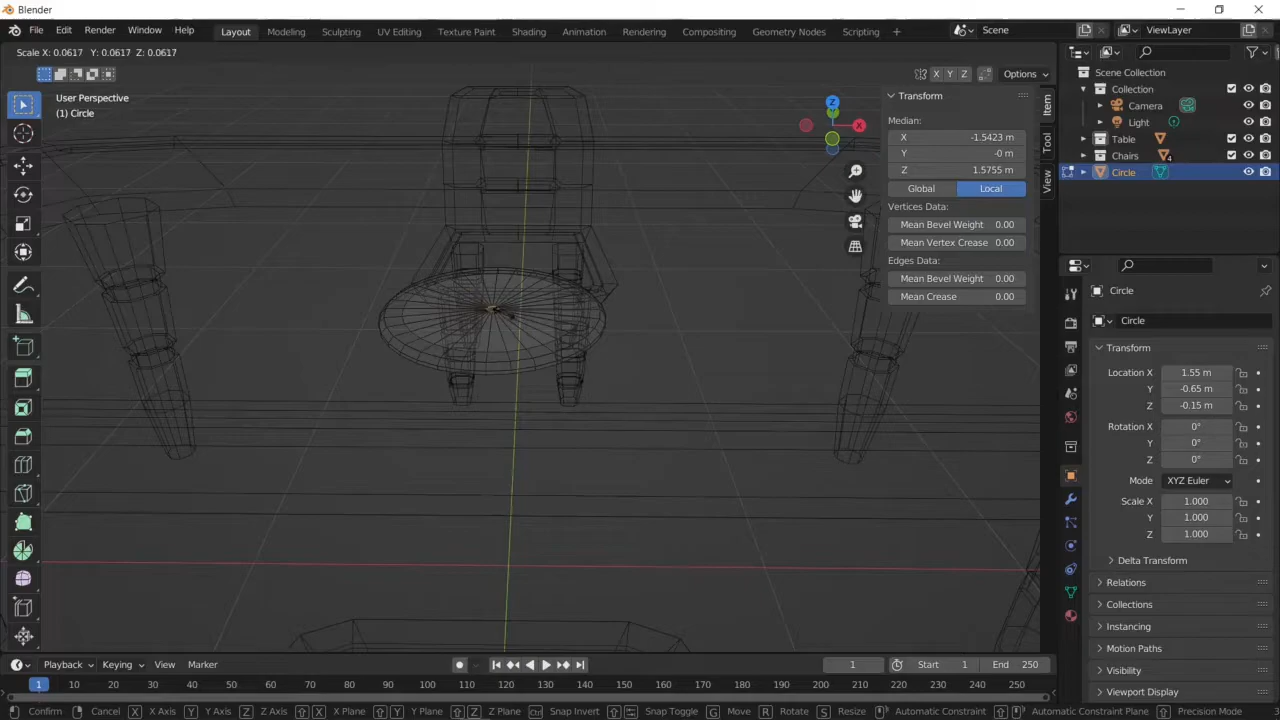 Blender
File Edit Render Window Help Layout Modeling Sculpting UV Editing Texture Paint Shading Animation Rendering Compositing Geometry Nodes Scripting + Scene ViewLayer
Scale X: 0.0617 Y: 0.0617 Z: 0.0617
X Y Z Options
User Perspective
(1) Circle
Z
X
Transform
Median:
X -1.5423 m
Y -0 m
Z 1.5755 m
Global Local
Vertices Data:
Mean Bevel Weight 0.00
Mean Vertex Crease 0.00
Edges Data:
Mean Bevel Weight 0.00
Mean Crease 0.00
Item
Tool
View
Scene Collection
Collection
Camera
Light
Table
Chairs 4
Circle
Circle
Circle
Transform
Location X 1.55 m
Y -0.65 m
Z -0.15 m
Rotation X 0°
Y 0°
Z 0°
Mode XYZ Euler
Scale X 1.000
Y 1.000
Z 1.000
Delta Transform
Relations
Collections
Instancing
Motion Paths
Visibility
Viewport Display
Playback Keying View Marker 1 Start 1 End 250
1 10 20 30 40 50 60 70 80 90 100 110 120 130 140 150 160 170 180 190 200 210 220 230 240 250
Confirm Cancel X X Axis Y Y Axis Z Z Axis X X Plane Y Y Plane Z Z Plane Ctrl Snap Invert Snap Toggle G Move R Rotate S Resize Automatic Constraint Automatic Constraint Plane Precision Mode